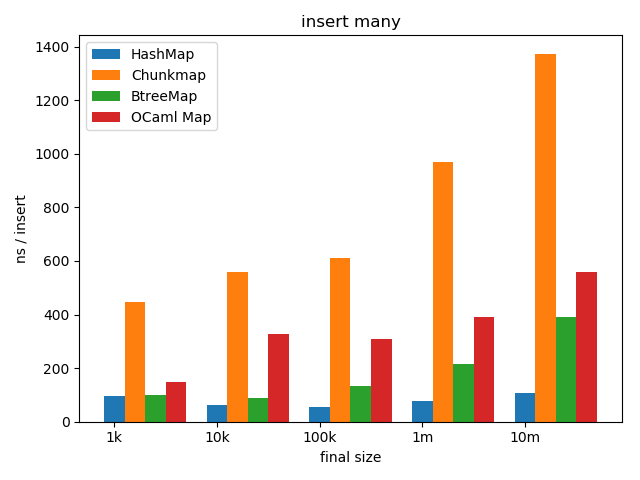 insert many
HashMap
Chunkmap
BtreeMap
OCaml Map
1400
1200
1000
800
600
400
200
0
ns / insert
1k 10k 100k 1m 10m
final size